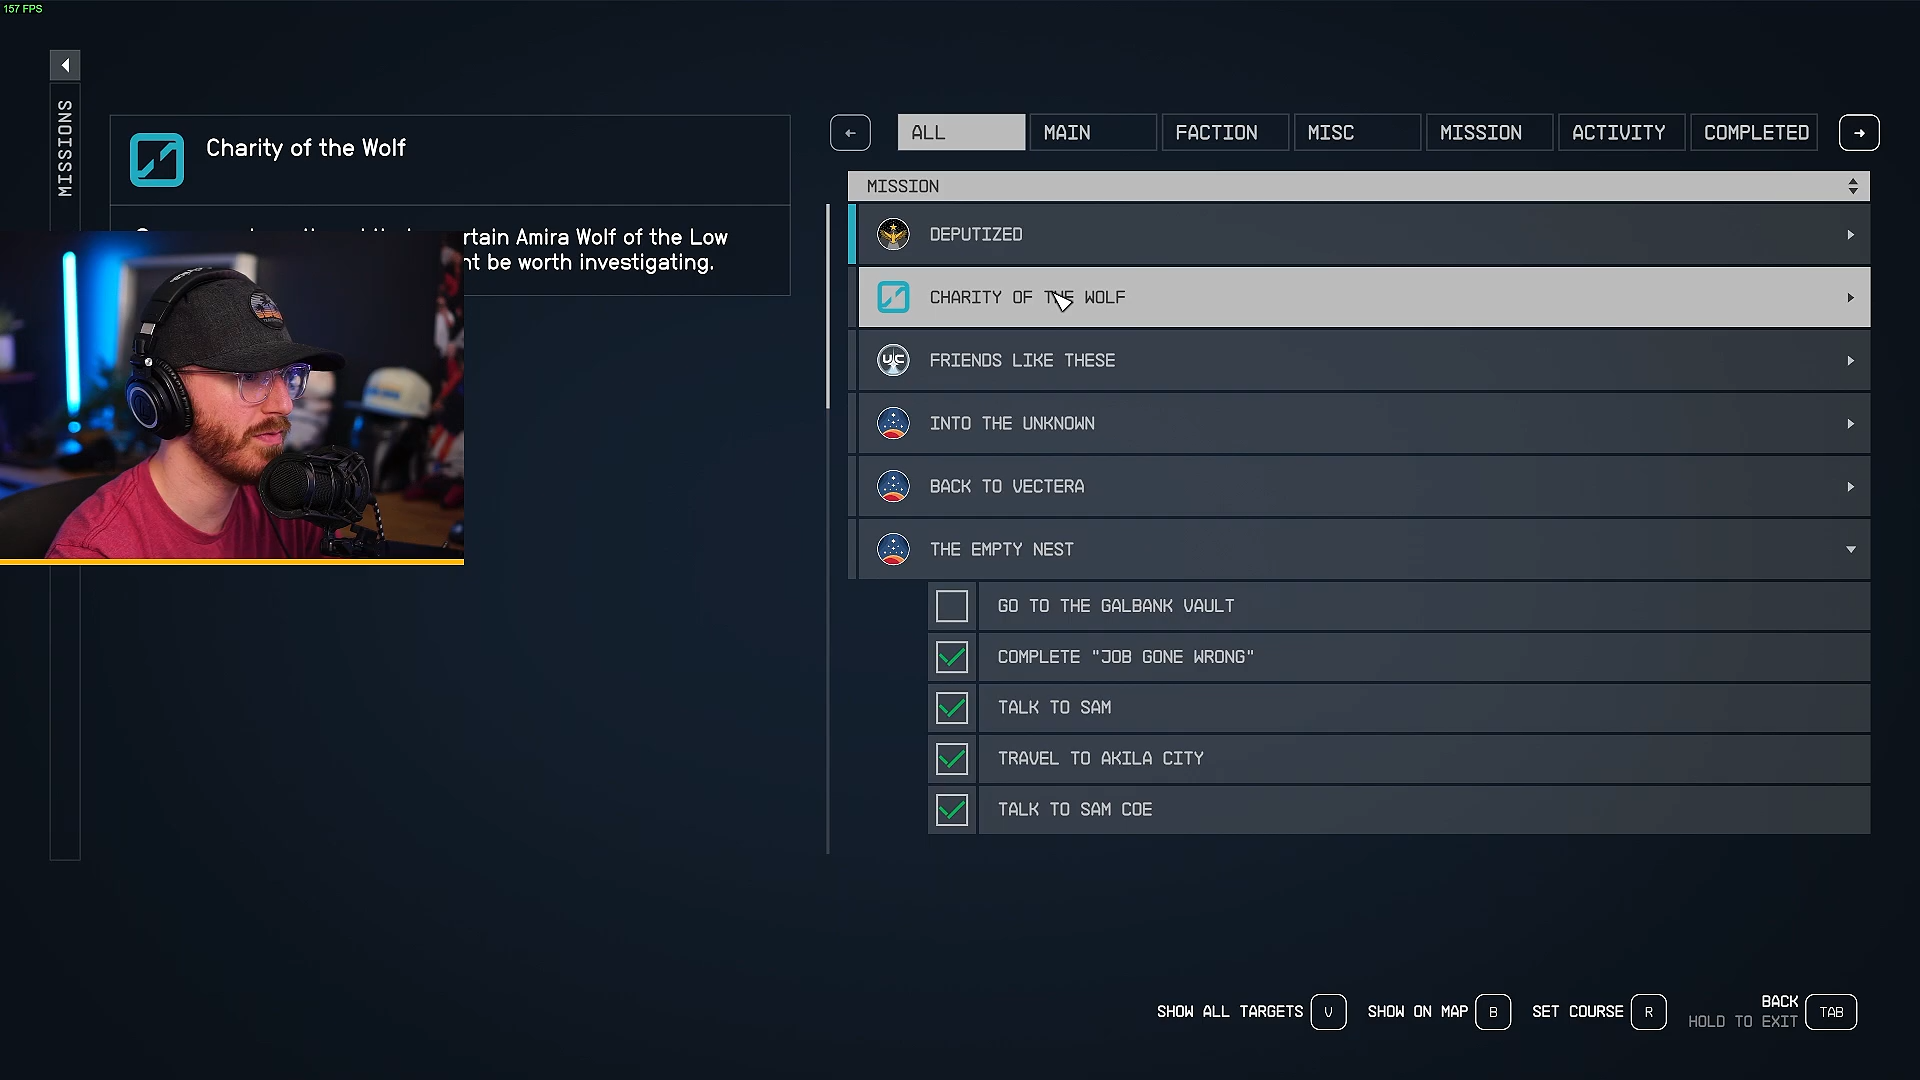 157 FPS
MISSIONS
Charity of the Wolf
rtain Amira Wolf of the Low
nt be worth investigating.
ALL
MAIN
FACTION
MISC
MISSION
ACTIVITY
COMPLETED
MISSION
DEPUTIZED
CHARITY OF THE WOLF
UC
FRIENDS LIKE THESE
INTO THE UNKNOWN
BACK TO VECTERA
THE EMPTY NEST
GO TO THE GALBANK VAULT
COMPLETE "JOB GONE WRONG"
TALK TO SAM
TRAVEL TO AKILA CITY
TALK TO SAM COE
SHOW ALL TARGETS V
SHOW ON MAP B
SET COURSE R
BACK
HOLD TO EXIT
TAB